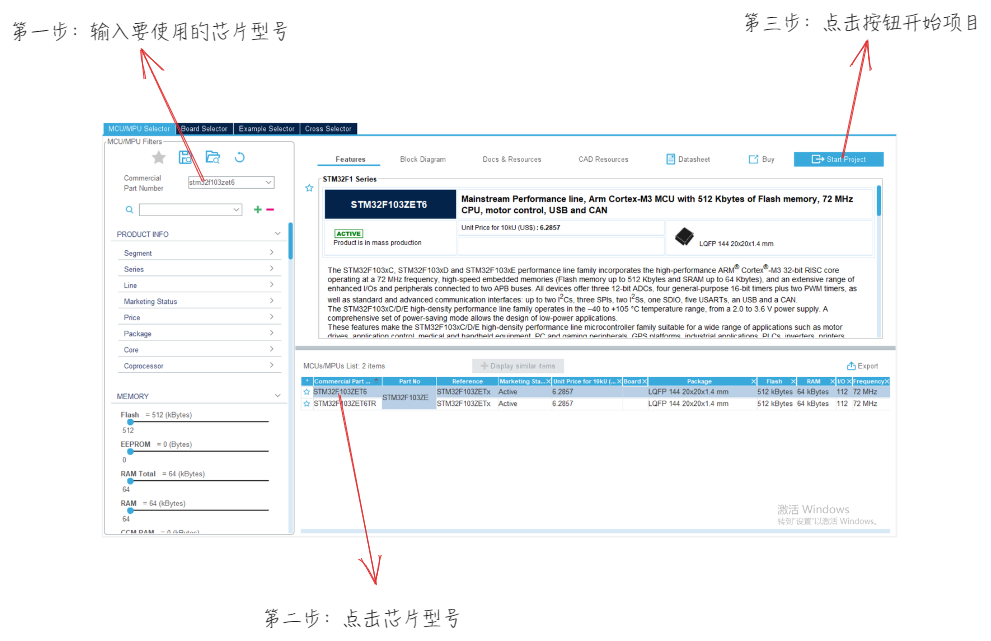 第一步：输入要使用的芯片型号
第三步：点击按钮开始项目
MCU/MPU Selector Board Selector Example Selector Cross Selector
MCU/MPU Filters
Commercial
Part Number
stm32f103zet6
PRODUCT INFO
Segment
Series
Line
Marketing Status
Price
Package
Core
Coprocessor
MEMORY
Flash = 512 (kBytes)
512
EEPROM = 0 (Bytes)
0
RAM Total = 64 (kBytes)
64
RAM = 64 (kBytes)
64
CCM RAM = 0 (kBytes)
Features Block Diagram Docs & Resources CAD Resources Datasheet Buy Start Project
STM32F1 Series
STM32F103ZET6
Mainstream Performance line, Arm Cortex-M3 MCU with 512 Kbytes of Flash memory, 72 MHz
CPU, motor control, USB and CAN
ACTIVE
Product is in mass production
Unit Price for 10kU (US$) : 6.2857
LQFP 144 20x20x1.4 mm
The STM32F103xC, STM32F103xD and STM32F103xE performance line family incorporates the high-performance ARM® Cortex®-M3 32-bit RISC core
operating at a 72 MHz frequency, high-speed embedded memories (Flash memory up to 512 Kbytes and SRAM up to 64 Kbytes), and an extensive range of
enhanced I/Os and peripherals connected to two APB buses. All devices offer three 12-bit ADCs, four general-purpose 16-bit timers plus two PWM timers, as
well as standard and advanced communication interfaces: up to two I²Cs, three SPIs, two I²Ss, one SDIO, five USARTs, an USB and a CAN.
The STM32F103xC/D/E high-density performance line family operates in the –40 to +105 °C temperature range, from a 2.0 to 3.6 V power supply. A
comprehensive set of power-saving mode allows the design of low-power applications.
These features make the STM32F103xC/D/E high-density performance line microcontroller family suitable for a wide range of applications such as motor
drives, application control, medical and handheld equipment, PC and gaming peripherals, GPS platforms, industrial applications, PLCs, inverters, printers,
MCUs/MPUs List: 2 items
Display similar items
Export
* Commercial Part ... Part No Reference Marketing Sta... Unit Price for 10kU (... Board Package Flash RAM I/O Frequency
STM32F103ZET6 STM32F103ZE STM32F103ZETx Active 6.2857 LQFP 144 20x20x1.4 mm 512 kBytes 64 kBytes 112 72 MHz
STM32F103ZET6TR STM32F103ZETx Active 6.2857 LQFP 144 20x20x1.4 mm 512 kBytes 64 kBytes 112 72 MHz
激活 Windows
转到"设置"以激活 Windows。
第二步：点击芯片型号